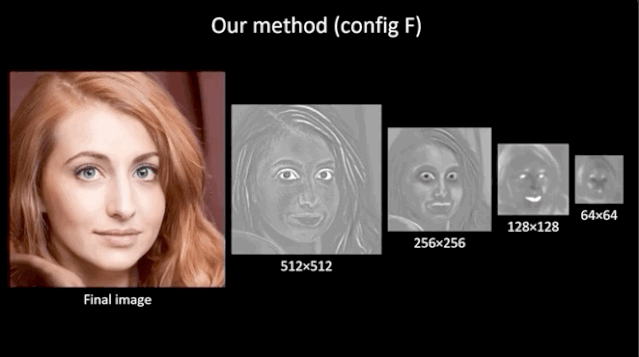 Our method (config F)
Final image
512×512
256×256
128×128
64×64